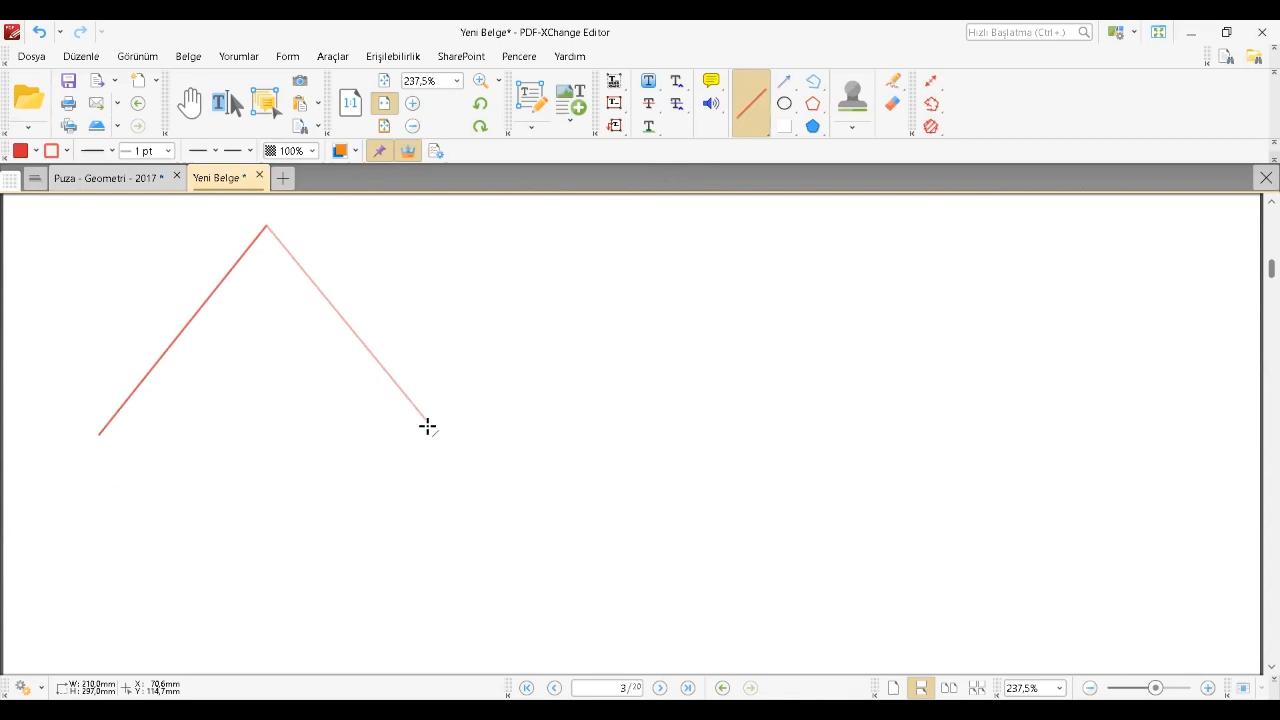 Yeni Belge* - PDF-XChange Editor
Hızlı Başlatma (Ctrl+.)
Dosya Düzenle Görünüm Belge Yorumlar Form Araçlar Erişilebilirlik SharePoint Pencere Yardım
237,5%
1 pt
100%
Puza - Geometri - 2017 *
Yeni Belge *
W: 210,0mm
H: 297,0mm
X: 70,6mm
Y: 114,7mm
3/20
237,5%